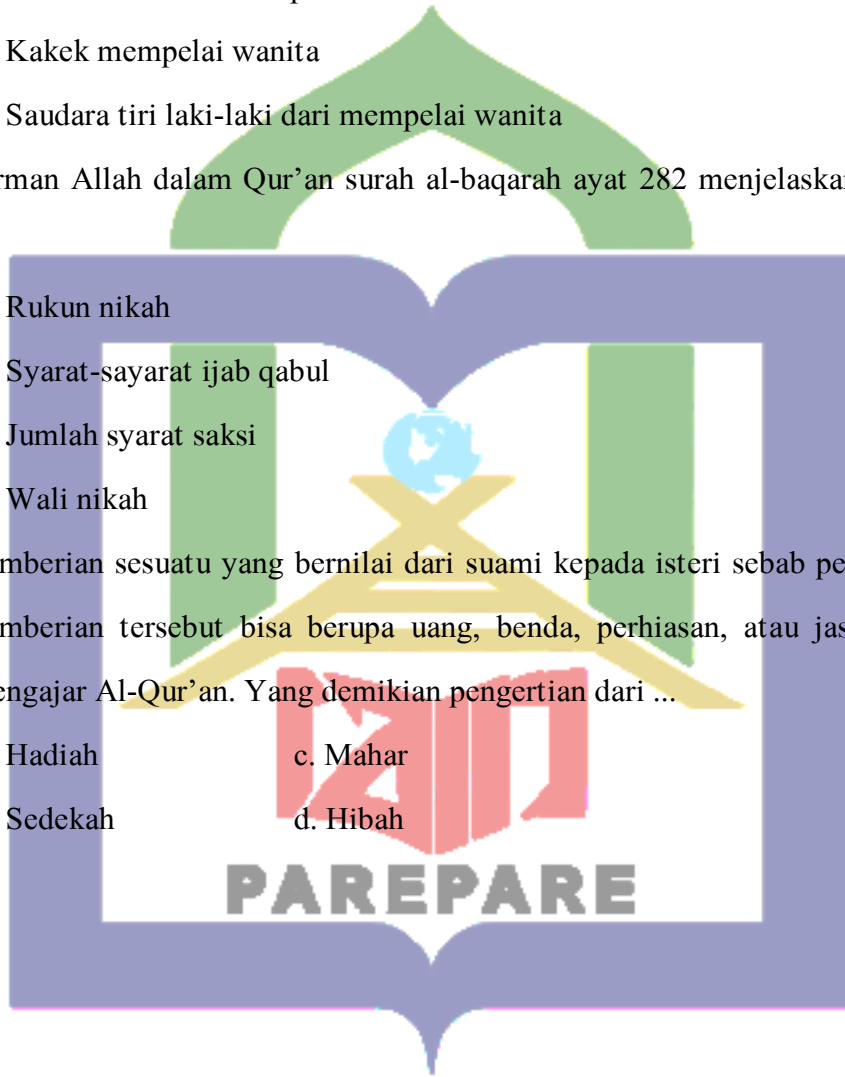 Kakek mempelai wanita
Saudara tiri laki-laki dari mempelai wanita
rman Allah dalam Qur’an surah al-baqarah ayat 282 menjelaskan
Rukun nikah
Syarat-sayarat ijab qabul
Jumlah syarat saksi
Wali nikah
mberian sesuatu yang bernilai dari suami kepada isteri sebab pe
mberian tersebut bisa berupa uang, benda, perhiasan, atau jas
engajar Al-Qur’an. Yang demikian pengertian dari ...
Hadiah c. Mahar
Sedekah d. Hibah
PAREPARE